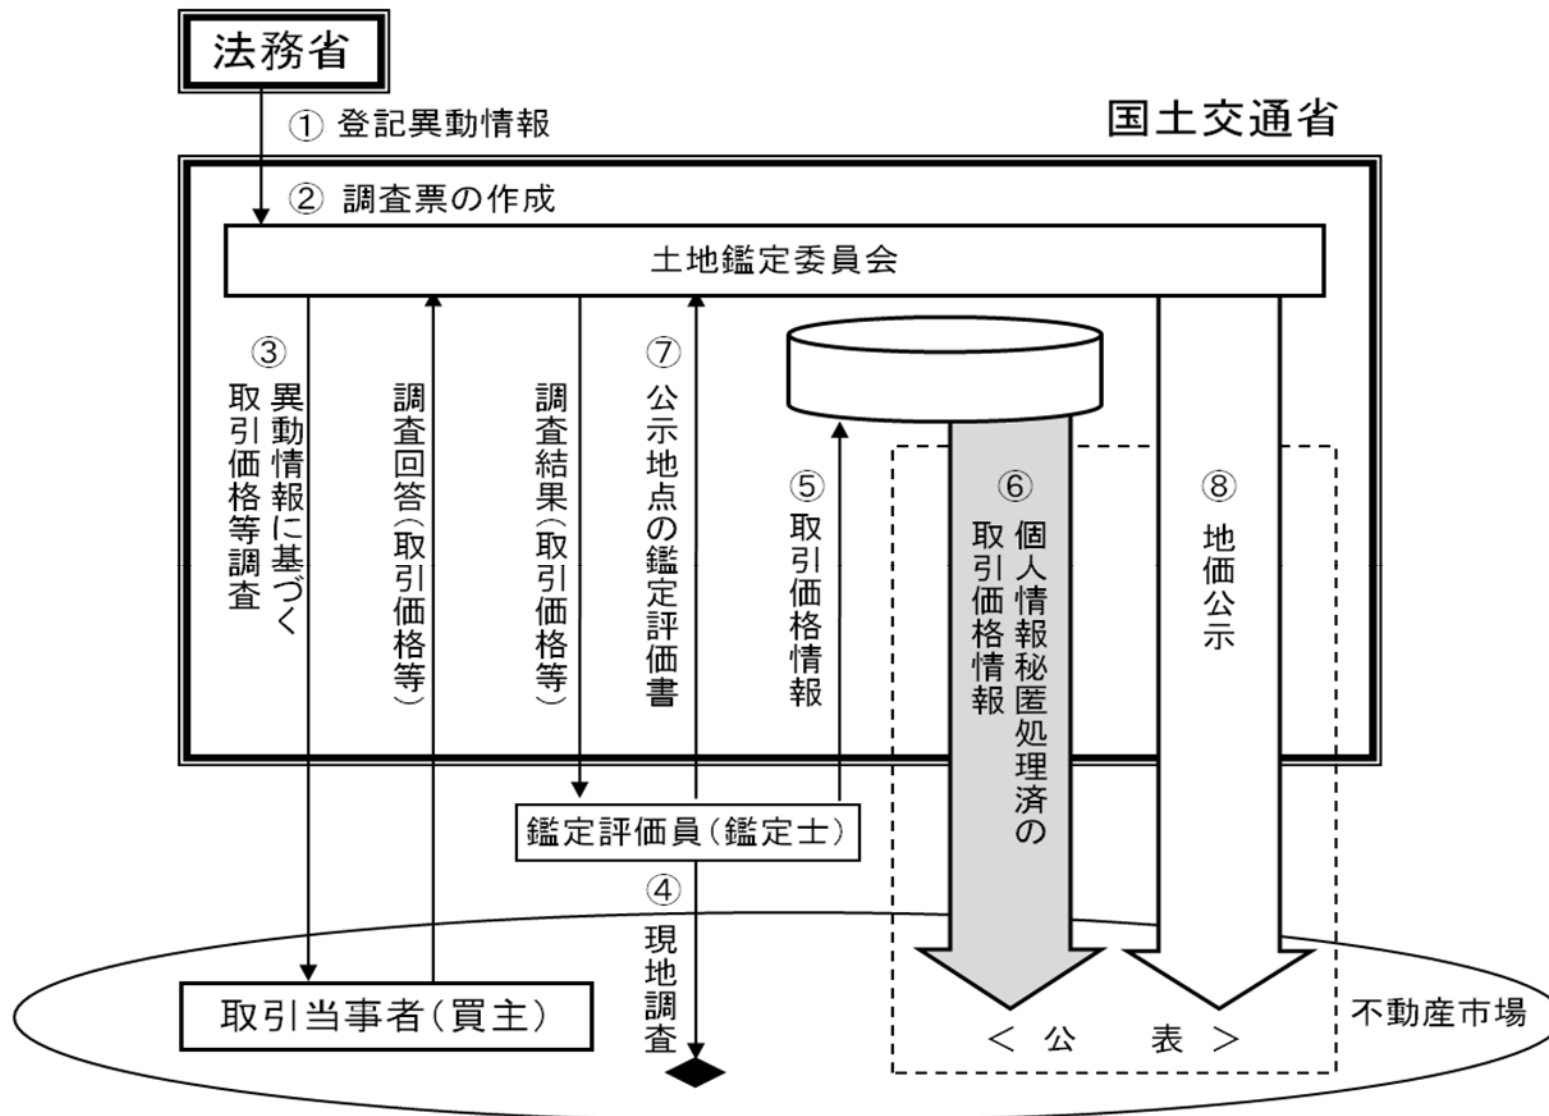 法務省
① 登記異動情報
国土交通省
② 調査票の作成
土地鑑定委員会
③
異動情報に基づく
取引価格等調査
調査回答(取引価格等)
調査結果(取引価格等)
⑦ 公示地点の鑑定評価書
⑤ 取引価格情報
⑥
個人情報秘匿処理済の
取引価格情報
⑧ 地価公示
鑑定評価員(鑑定士)
④ 現地調査
取引当事者(買主)
<公 表>
不動産市場